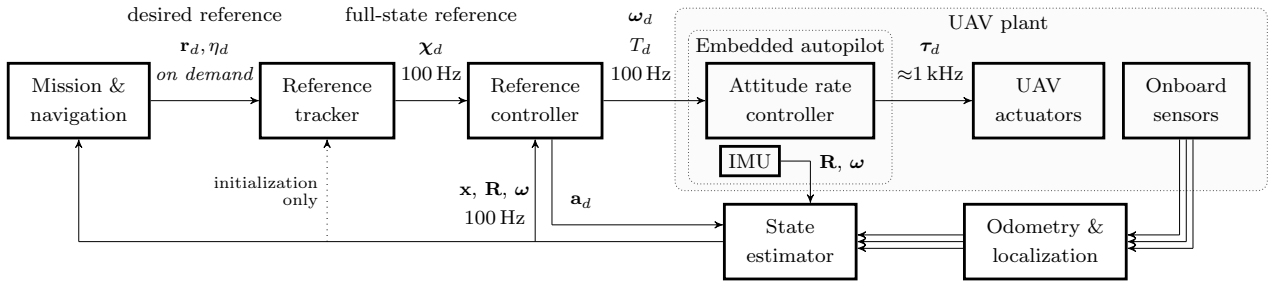 desired reference
full-state reference
UAV plant
𝐫_d, η_d
on demand
𝝌_d
100 Hz
𝝎_d
T_d
100 Hz
Embedded autopilot
𝝉_d
≈1 kHz
Mission &
navigation
Reference
tracker
Reference
controller
Attitude rate
controller
UAV
actuators
Onboard
sensors
IMU
𝐑, 𝝎
initialization
only
𝐱, 𝐑, 𝝎
100 Hz
𝐚_d
State
estimator
Odometry &
localization